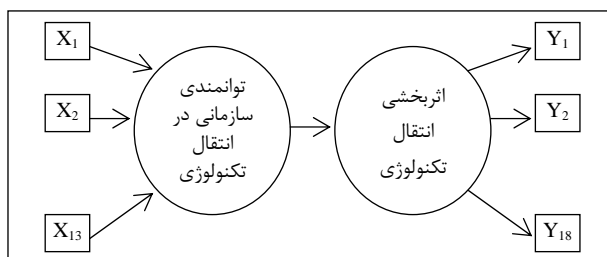 X1
X2
X13
توانمندی
سازمانی در
انتقال
تکنولوژی
اثربخشی
انتقال
تکنولوژی
Y1
Y2
Y18